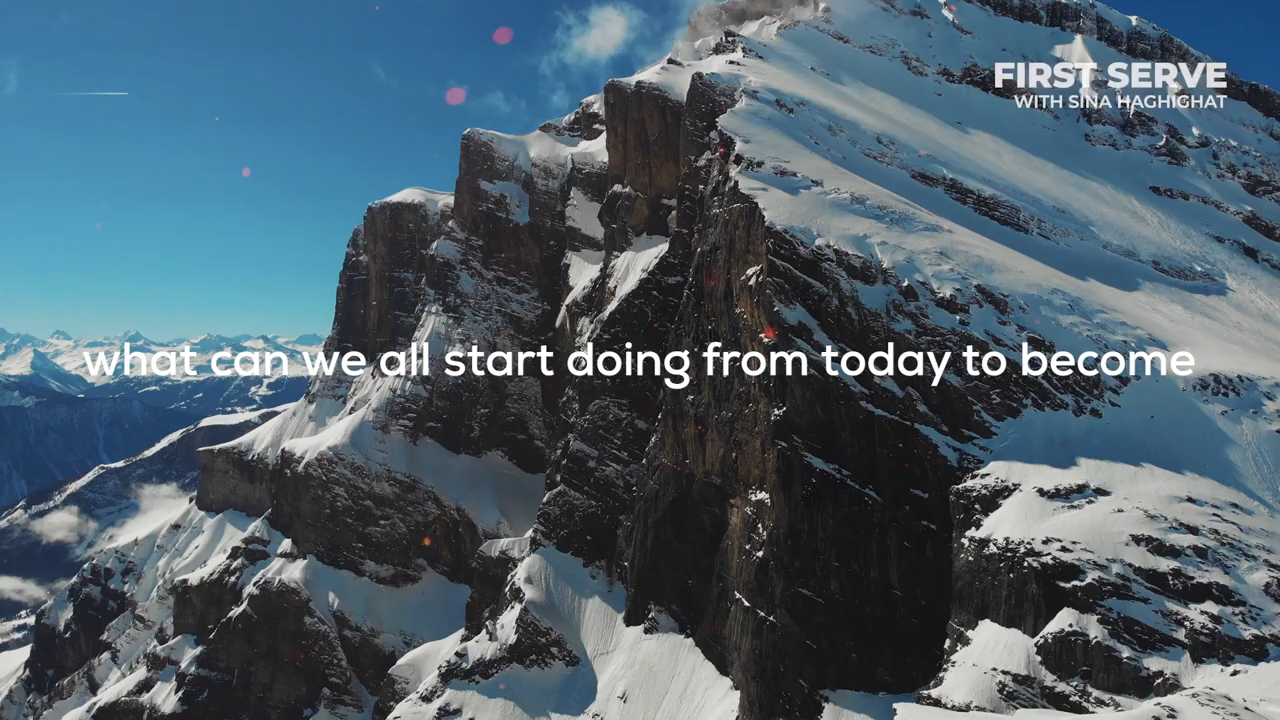 FIRST SERVE
WITH SINA HAGHIGHAT
what can we all start doing from today to become